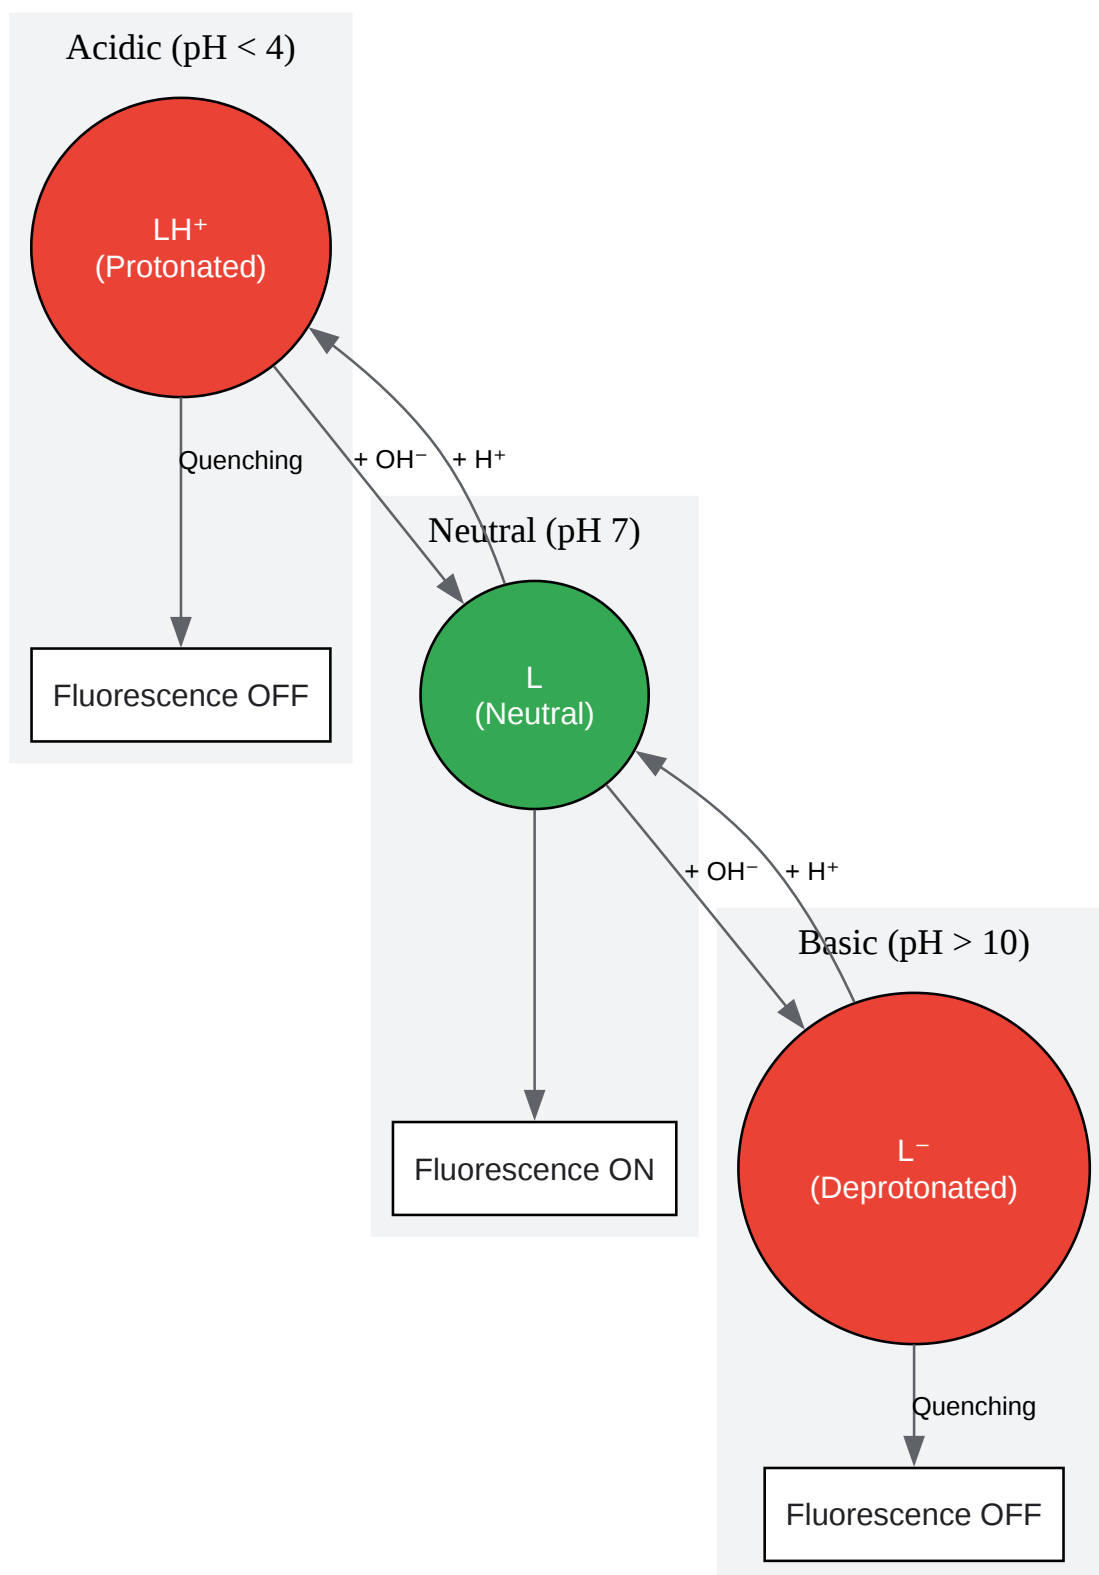 Acidic (pH < 4)
LH⁺
(Protonated)
Quenching
+ OH⁻
+ H⁺
Neutral (pH 7)
Fluorescence OFF
L
(Neutral)
+ OH⁻
+ H⁺
Basic (pH > 10)
Fluorescence ON
L⁻
(Deprotonated)
Quenching
Fluorescence OFF